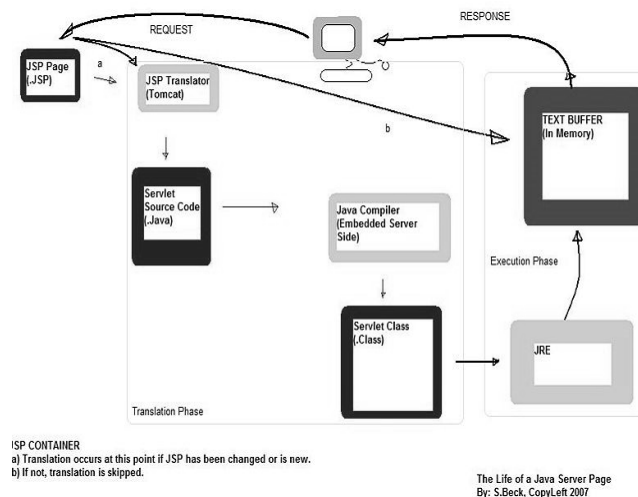 REQUEST
RESPONSE
JSP Page
(.JSP)
a
JSP Translator
(Tomcat)
b
TEXT BUFFER
(In Memory)
Servlet
Source Code
(.Java)
Java Compiler
(Embedded Server
Side)
Execution Phase
Servlet Class
(.Class)
JRE
Translation Phase
JSP CONTAINER
a) Translation occurs at this point if JSP has been changed or is new.
b) If not, translation is skipped.
The Life of a Java Server Page
By: S.Beck, CopyLeft 2007